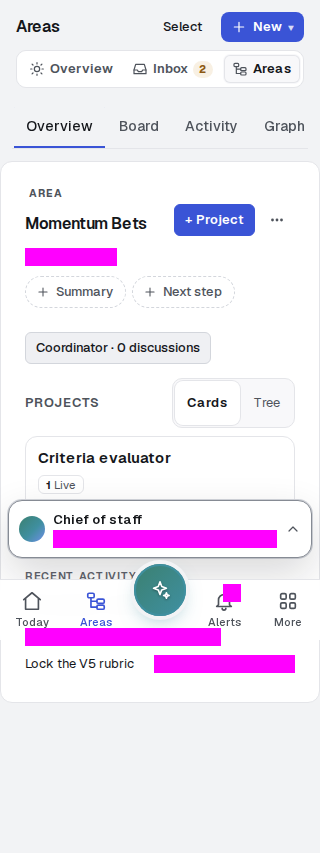 Areas
Select
+ New ▾
Overview
Inbox 2
Areas
Overview
Board
Activity
Graph
AREA
Momentum Bets
+ Project
···
+ Summary
+ Next step
Coordinator · 0 discussions
PROJECTS
Cards
Tree
Criteria evaluator
1 Live
Chief of staff
RECENT ACTIVITY
Today
Areas
Alerts
More
Lock the V5 rubric